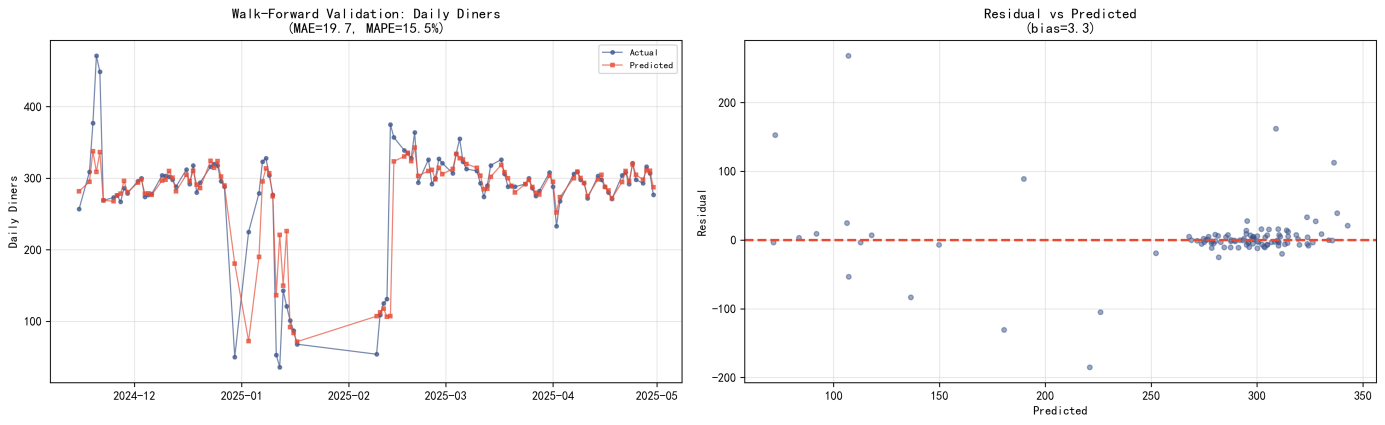 Walk-Forward Validation: Daily Diners
(MAE=19.7, MAPE=15.5%)
Actual
Predicted
Daily Diners
400
300
200
100
2024-12
2025-01
2025-02
2025-03
2025-04
2025-05
Residual vs Predicted
(bias=3.3)
Residual
200
100
0
−100
−200
100
150
200
250
300
350
Predicted